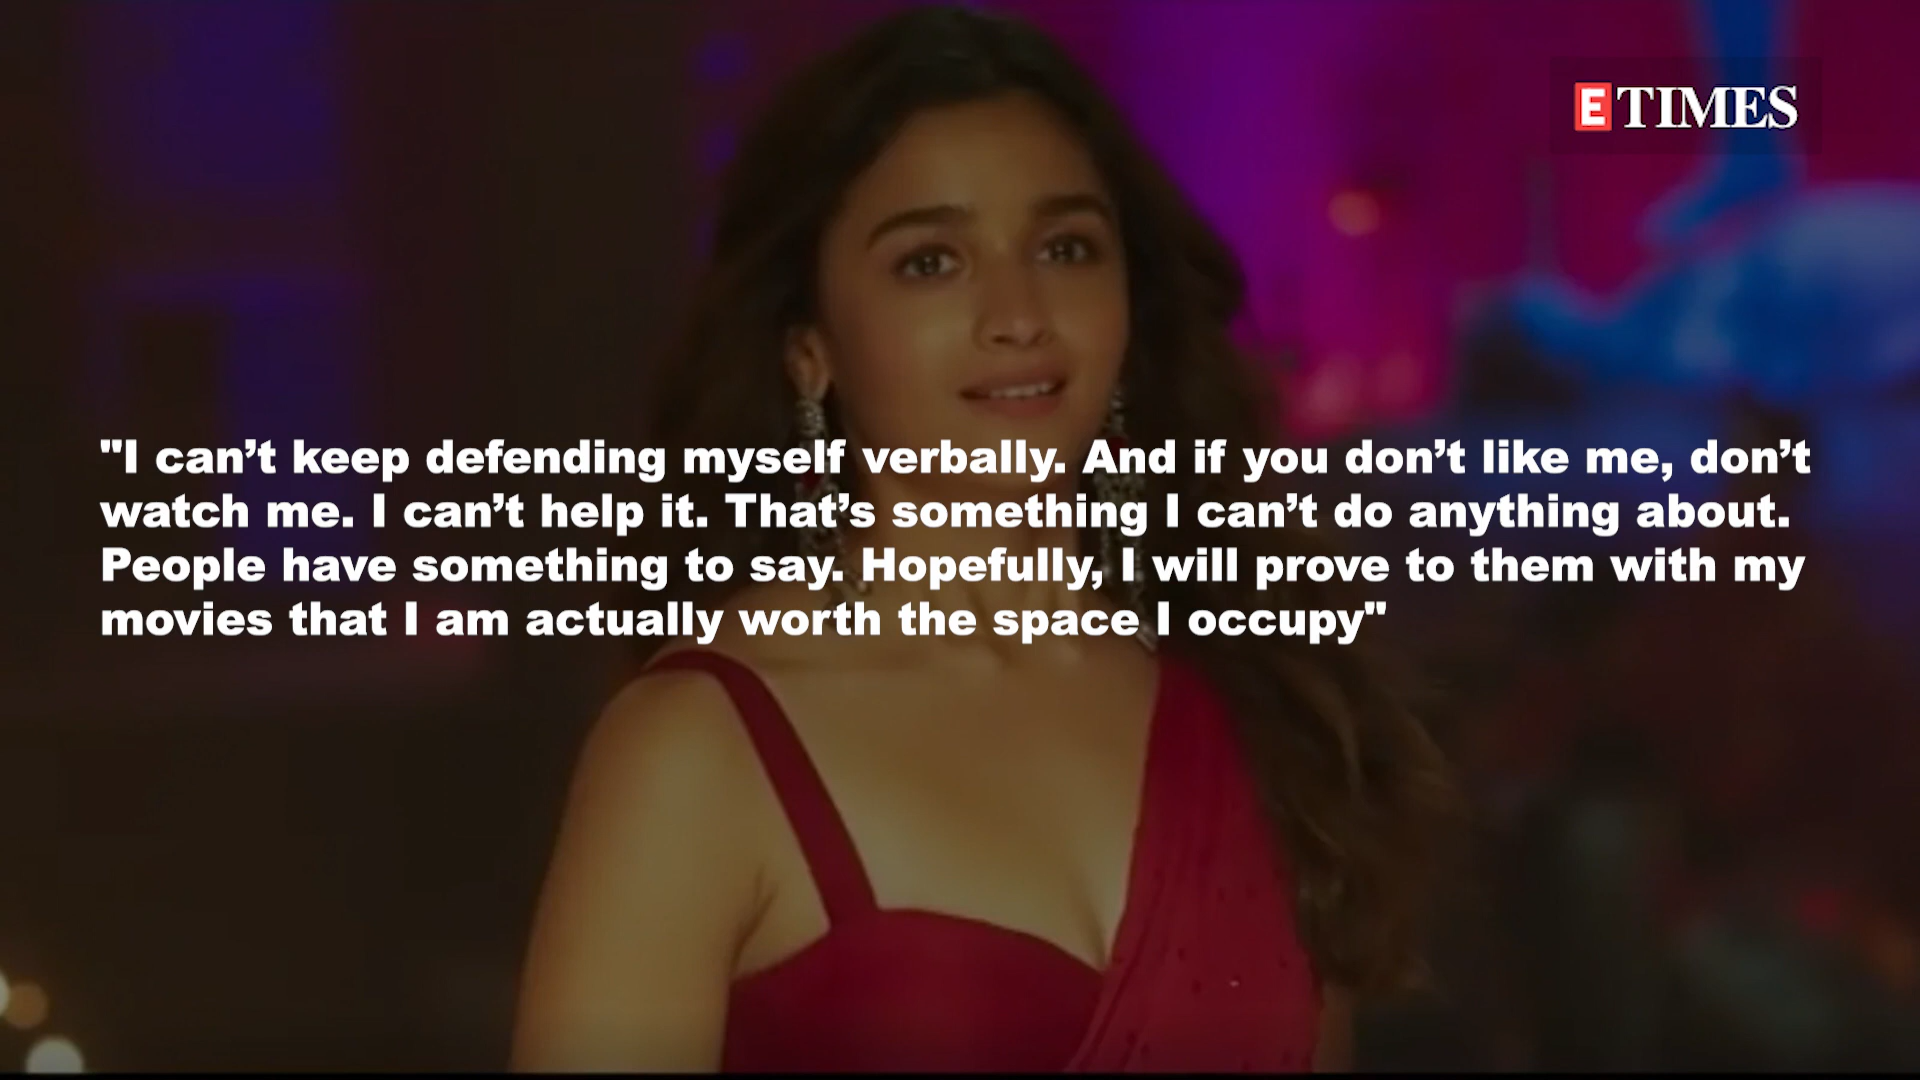 E TIMES
"I can’t keep defending myself verbally. And if you don’t like me, don’t
watch me. I can’t help it. That’s something I can’t do anything about.
People have something to say. Hopefully, I will prove to them with my
movies that I am actually worth the space I occupy"